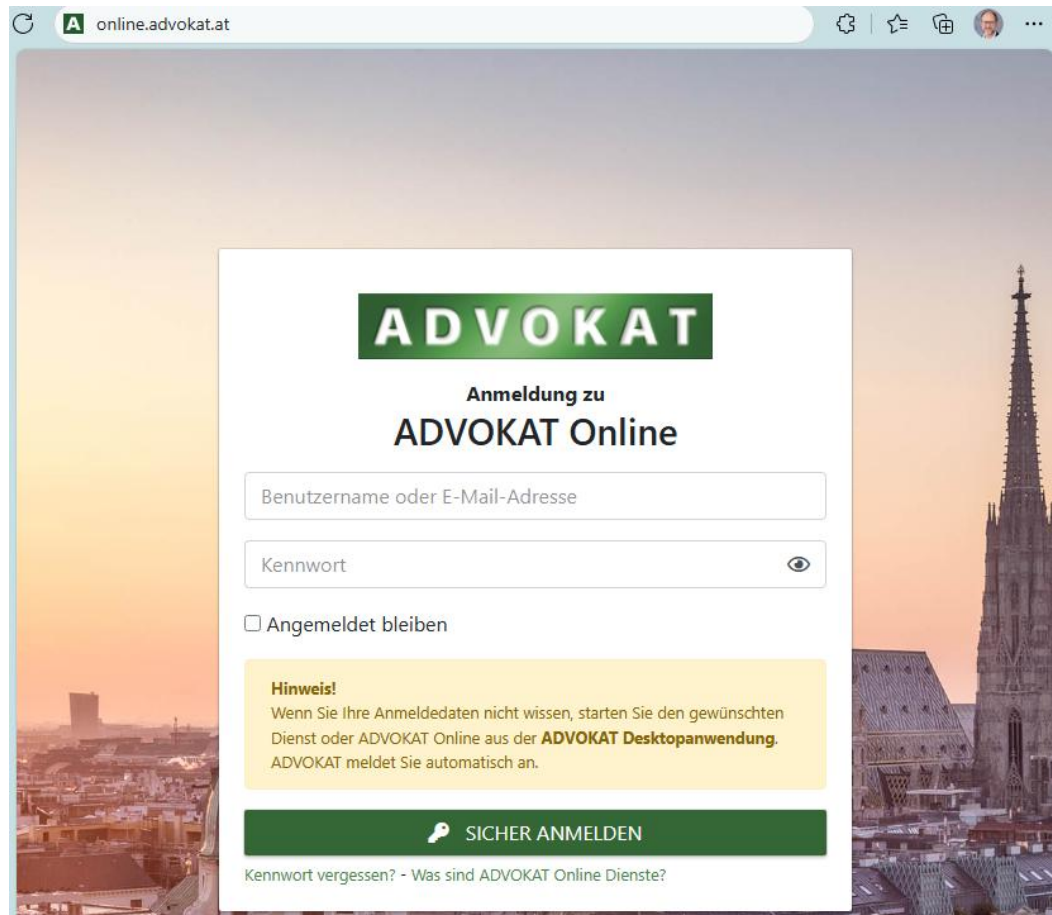 A online.advokat.at
ADVOKAT
Anmeldung zu
ADVOKAT Online
Benutzername oder E-Mail-Adresse
Kennwort
Angemeldet bleiben
Hinweis!
Wenn Sie Ihre Anmeldedaten nicht wissen, starten Sie den gewünschten
Dienst oder ADVOKAT Online aus der ADVOKAT Desktopanwendung.
ADVOKAT meldet Sie automatisch an.
SICHER ANMELDEN
Kennwort vergessen? - Was sind ADVOKAT Online Dienste?